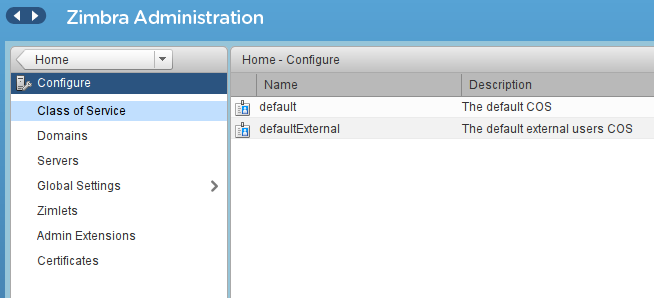 Zimbra Administration
Home
Home - Configure
Configure
Name Description
Class of Service
default The default COS
Domains
defaultExternal The default external users COS
Servers
Global Settings
Zimlets
Admin Extensions
Certificates